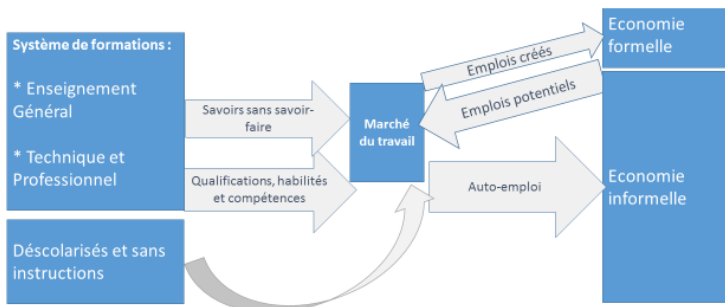 Système de formations :
* Enseignement
Général
* Technique et
Professionnel
Déscolarisés et sans
instructions
Savoirs sans savoir-
faire
Qualifications, habilités
et compétences
Marché
du travail
Emplois créés
Emplois potentiels
Auto-emploi
Economie
formelle
Economie
informelle